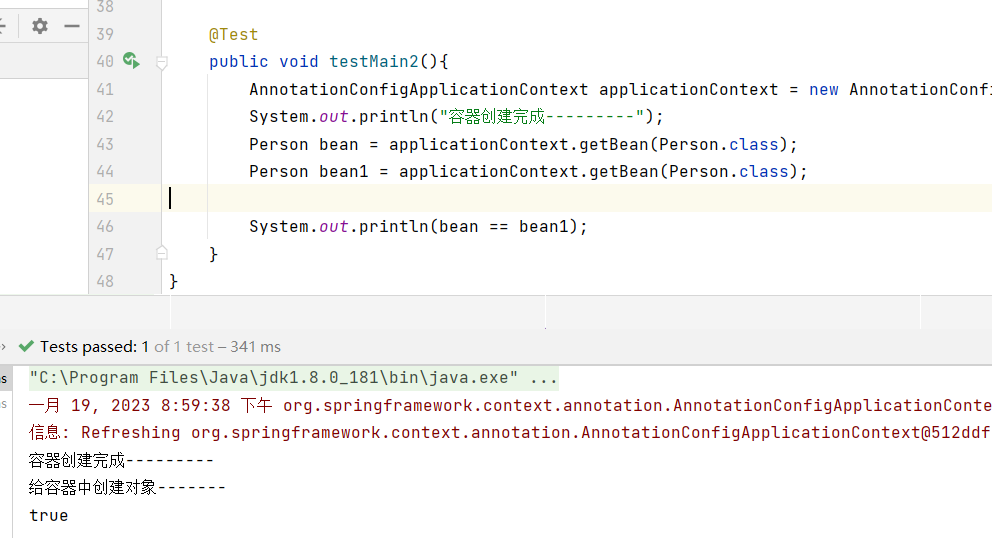 38
39 @Test
40 public void testMain2(){
41 AnnotationConfigApplicationContext applicationContext = new AnnotationConfi
42 System.out.println("容器创建完成---------");
43 Person bean = applicationContext.getBean(Person.class);
44 Person bean1 = applicationContext.getBean(Person.class);
45
46 System.out.println(bean == bean1);
47 }
48 }
Tests passed: 1 of 1 test – 341 ms
"C:\Program Files\Java\jdk1.8.0_181\bin\java.exe" ...
一月 19, 2023 8:59:38 下午 org.springframework.context.annotation.AnnotationConfigApplicationConte
信息: Refreshing org.springframework.context.annotation.AnnotationConfigApplicationContext@512ddf
容器创建完成---------
给容器中创建对象-------
true